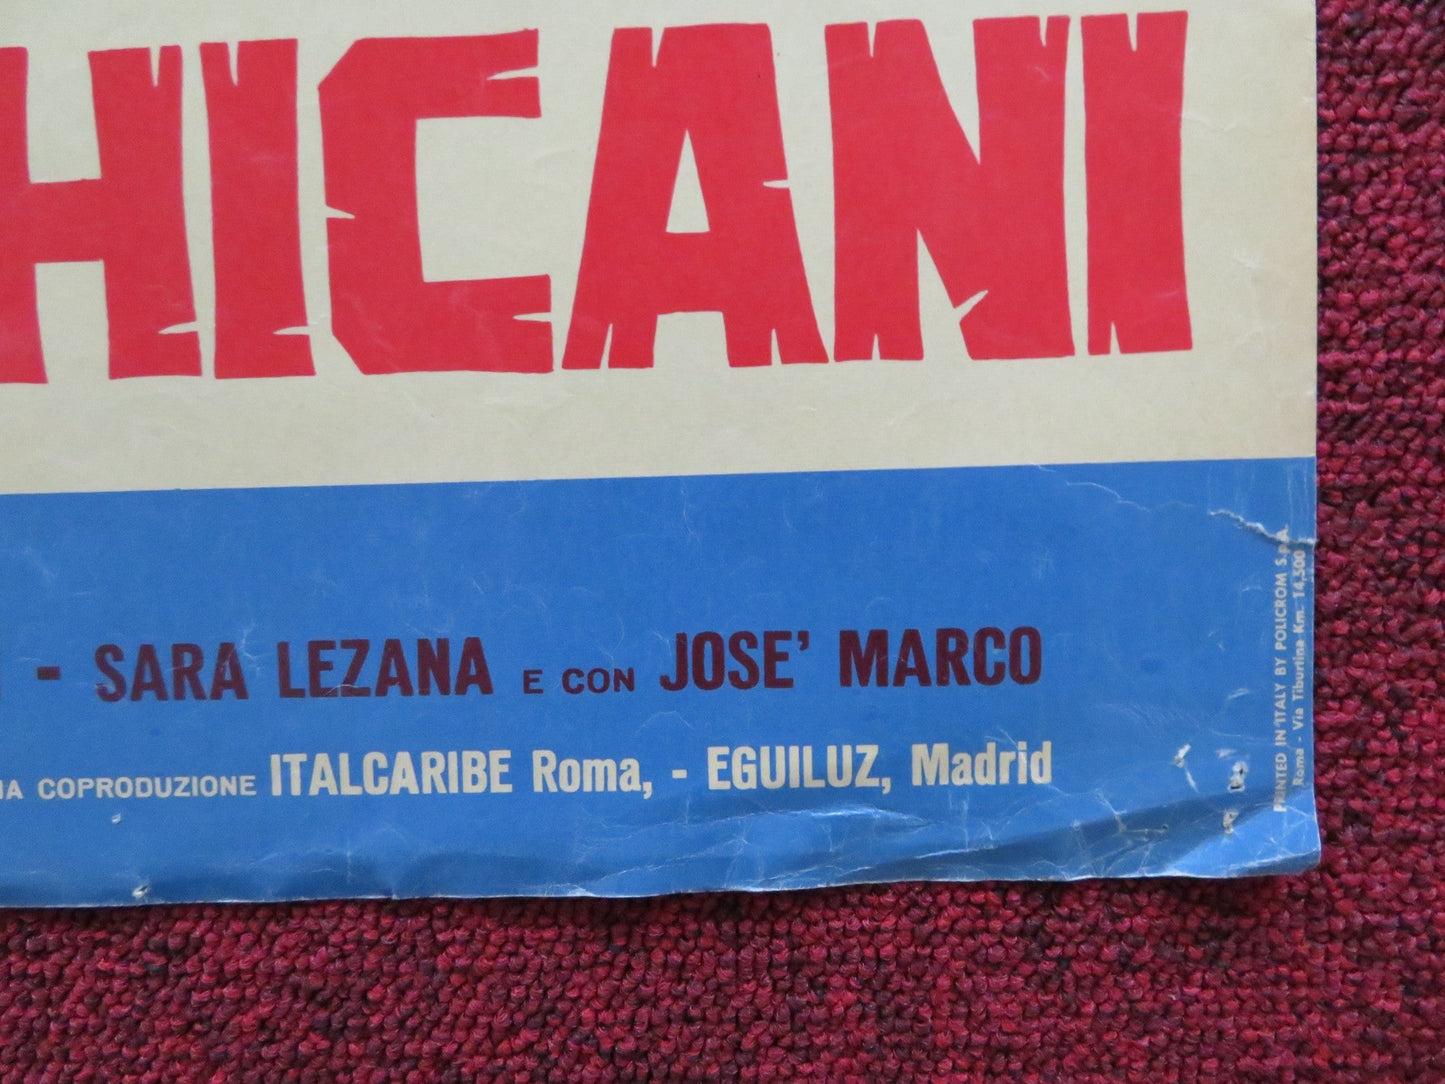 HICANI
- SARA LEZANA E CON JOSE' MARCO
COPRODUZIONE ITALCARIBE Roma, - EGUILUZ, Madrid
PRINTED IN ITALY BY POLICROM S.p.A.
Roma - Via Tiburtina Km. 14,500